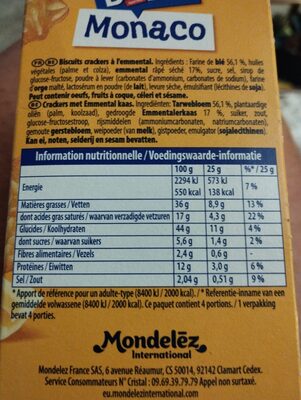 Monaco
FR BE Biscuits crackers à l'emmental. Ingrédients : Farine de blé 56,1 %, huiles
végétales (palme et colza), emmental râpé séché 17%, sucre, sel, sirop de
glucose-fructose, poudre à lever (carbonates d'ammonium, carbonates de sodium), farine
d'orge malté, lactosérum en poudre (de lait), levure sèche, émulsifiant (lécithines de soja).
Peut contenir oeufs, fruits à coque, céleri et sésame.
BE Crackers met Emmental kaas. Ingrediënten: Tarwebloem 56,1 %, plantaardige
oliën (palm, koolzaad), gedroogde Emmentalerkaas 17 %, suiker, zout,
glucose-fructosestroop, rijsmiddelen (ammoniumcarbonaten, natriumcarbonaten),
gemoute gerstebloem, weipoeder (van melk), gistpoeder, emulgator (sojalecithinen).
Kan ei, noten, selderij en sesam bevatten.
Information nutritionnelle / Voedingswaarde-informatie
100 g 25 g %*/ 25 g
Energie 2294 kJ 573 kJ 7 %
550 kcal 138 kcal
Matières grasses / Vetten 36 g 8,9 g 13 %
dont acides gras saturés / waarvan verzadigde vetzuren 17 g 4,3 g 22 %
Glucides / Koolhydraten 44 g 11 g 4 %
dont sucres / waarvan suikers 5,6 g 1,4 g 2 %
Fibres alimentaires / Vezels 2,4 g 0,6 g -
Protéines / Eiwitten 12 g 3,0 g 6 %
Sel / Zout 2,04 g 0,51 g 9 %
* Apport de référence pour un adulte-type (8400 kJ / 2000 kcal). / * Referentie-inname van een
gemiddelde volwassene (8400 kJ / 2000 kcal). Ce paquet contient 4 portions. / 1 verpakking
bevat 4 porties.
Mondelēz
International
Mondelez France SAS, 6 avenue Réaumur, CS 50014, 92142 Clamart Cedex.
Service Consommateurs N° Cristal : 09.69.39.79.79 Appel non surtaxé.
eu.mondelezinternational.com